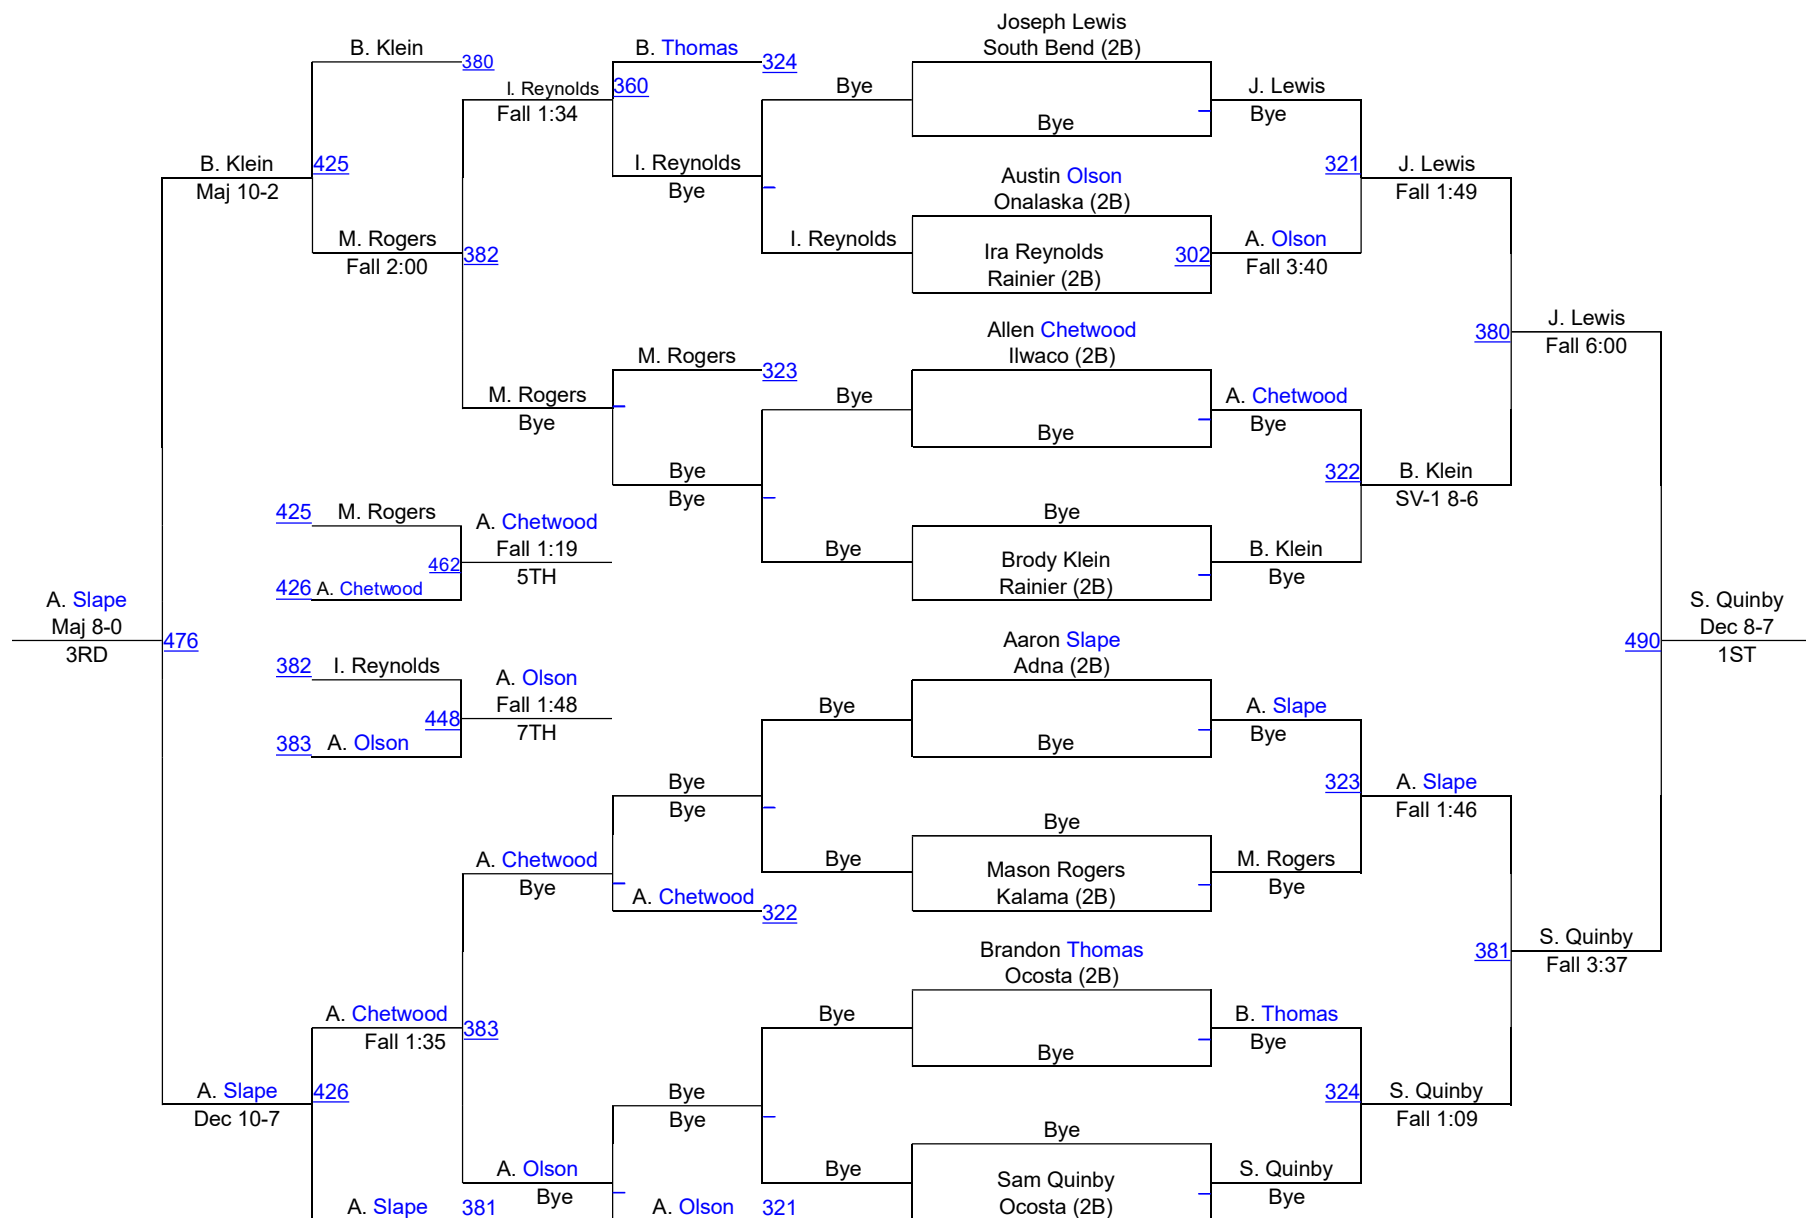 Joseph Lewis
B. Klein
B. Thomas
South Bend (2B)
380
324
I. Reynolds
360
Bye
J. Lewis
Fall 1:34
Bye
Bye
B. Klein
425
I. Reynolds
321
J. Lewis
Maj 10-2
Bye
Austin Olson
Fall 1:49
Onalaska (2B)
M. Rogers
I. Reynolds
A. Olson
382
Ira Reynolds
302
Fall 2:00
Rainier (2B)
Fall 3:40
Allen Chetwood
380
J. Lewis
M. Rogers
Ilwaco (2B)
Fall 6:00
323
M. Rogers
Bye
A. Chetwood
Bye
Bye
Bye
Bye
322
B. Klein
Bye
SV-1 8-6
425
M. Rogers
A. Chetwood
Bye
Fall 1:19
Bye
B. Klein
462
5TH
Brody Klein
Bye
426
A. Chetwood
Rainier (2B)
A. Slape
S. Quinby
Maj 8-0
Dec 8-7
3RD
476
Aaron Slape
490
1ST
382
I. Reynolds
A. Olson
Adna (2B)
Fall 1:48
448
7TH
Bye
A. Slape
383
A. Olson
Bye
Bye
Bye
323
A. Slape
Bye
Fall 1:46
Bye
A. Chetwood
Bye
M. Rogers
Bye
Mason Rogers
Bye
A. Chetwood
322
Kalama (2B)
Brandon Thomas
381
S. Quinby
Ocosta (2B)
Fall 3:37
A. Chetwood
383
Bye
B. Thomas
Fall 1:35
Bye
Bye
A. Slape
426
Bye
324
S. Quinby
Dec 10-7
Bye
Fall 1:09
Bye
A. Olson
Bye
S. Quinby
Bye
Sam Quinby
Bye
A. Slape
381
A. Olson
321
Ocosta (2B)